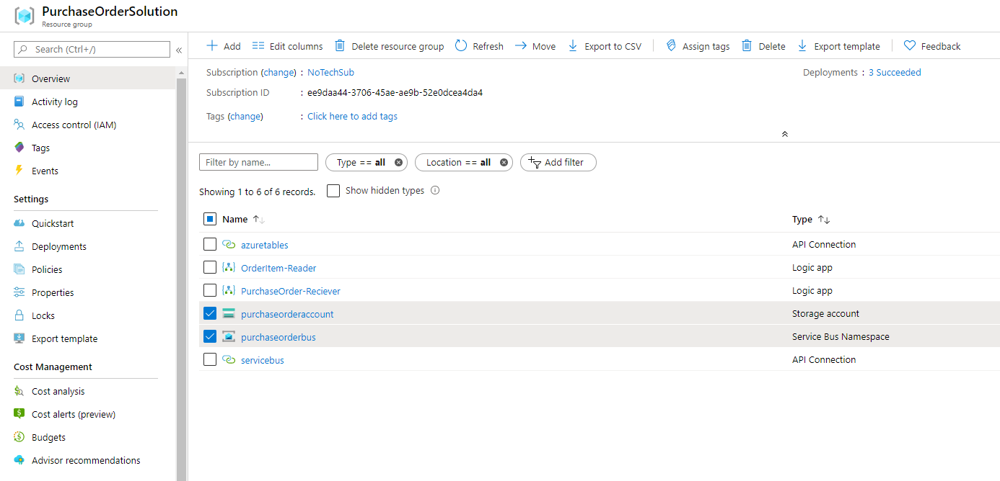 PurchaseOrderSolution
Resource group
Search (Ctrl+/)
«
Overview
Activity log
Access control (IAM)
Tags
Events
Settings
Quickstart
Deployments
Policies
Properties
Locks
Export template
Cost Management
Cost analysis
Cost alerts (preview)
Budgets
Advisor recommendations
Add Edit columns Delete resource group Refresh Move Export to CSV Assign tags Delete Export template Feedback
Subscription (change) : NoTechSub Deployments : 3 Succeeded
Subscription ID : ee9daa44-3706-45ae-ae9b-52e0dcea4da4
Tags (change) : Click here to add tags
Filter by name... Type == all Location == all Add filter
Showing 1 to 6 of 6 records. Show hidden types
Name Type
azuretables API Connection
OrderItem-Reader Logic app
PurchaseOrder-Reciever Logic app
purchaseorderaccount Storage account
purchaseorderbus Service Bus Namespace
servicebus API Connection